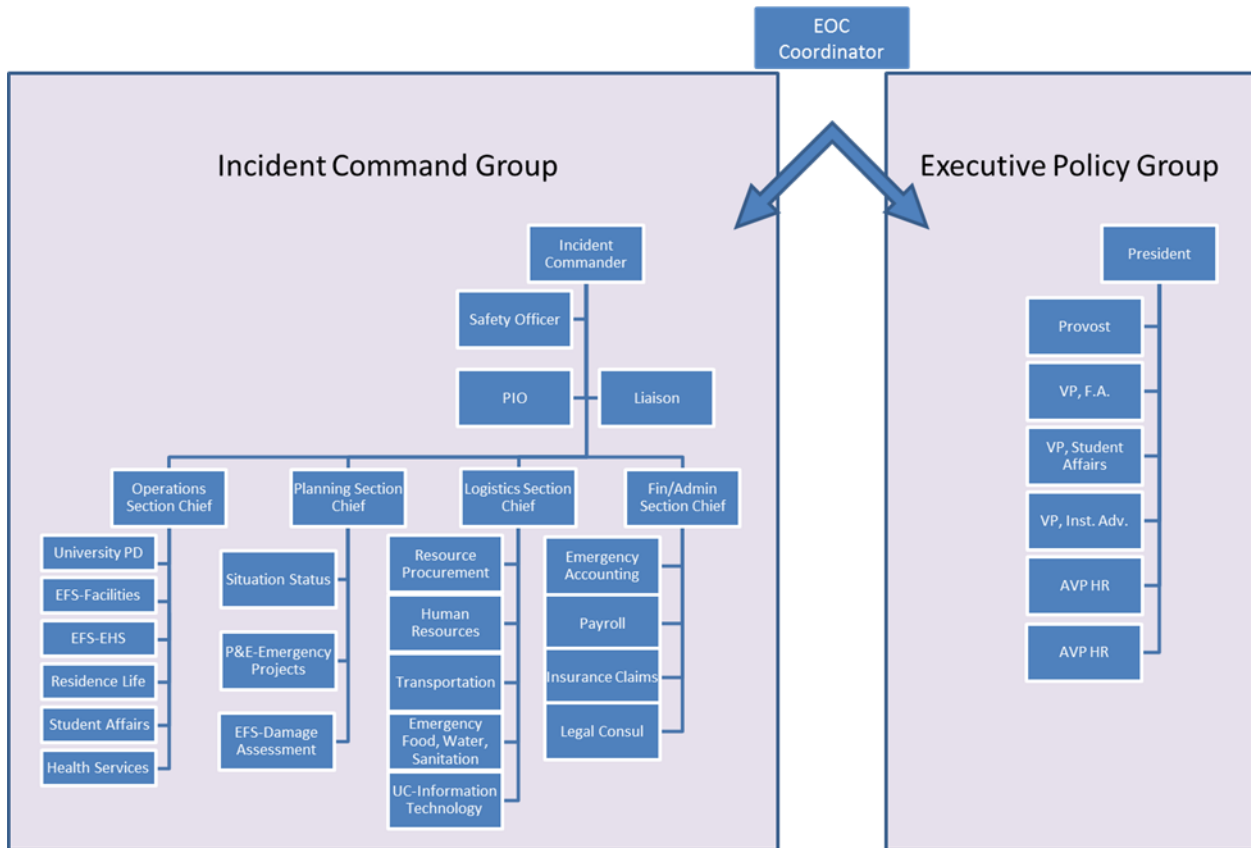 EOC
Coordinator
Incident Command Group
Executive Policy Group
Incident
Commander
Safety Officer
PIO
Liaison
Operations
Section Chief
Planning Section
Chief
Logistics Section
Chief
Fin/Admin
Section Chief
University PD
EFS-Facilities
EFS-EHS
Residence Life
Student Affairs
Health Services
Situation Status
P&E-Emergency
Projects
EFS-Damage
Assessment
Resource
Procurement
Human
Resources
Transportation
Emergency
Food, Water,
Sanitation
UC-Information
Technology
Emergency
Accounting
Payroll
Insurance Claims
Legal Consul
President
Provost
VP, F.A.
VP, Student
Affairs
VP, Inst. Adv.
AVP HR
AVP HR